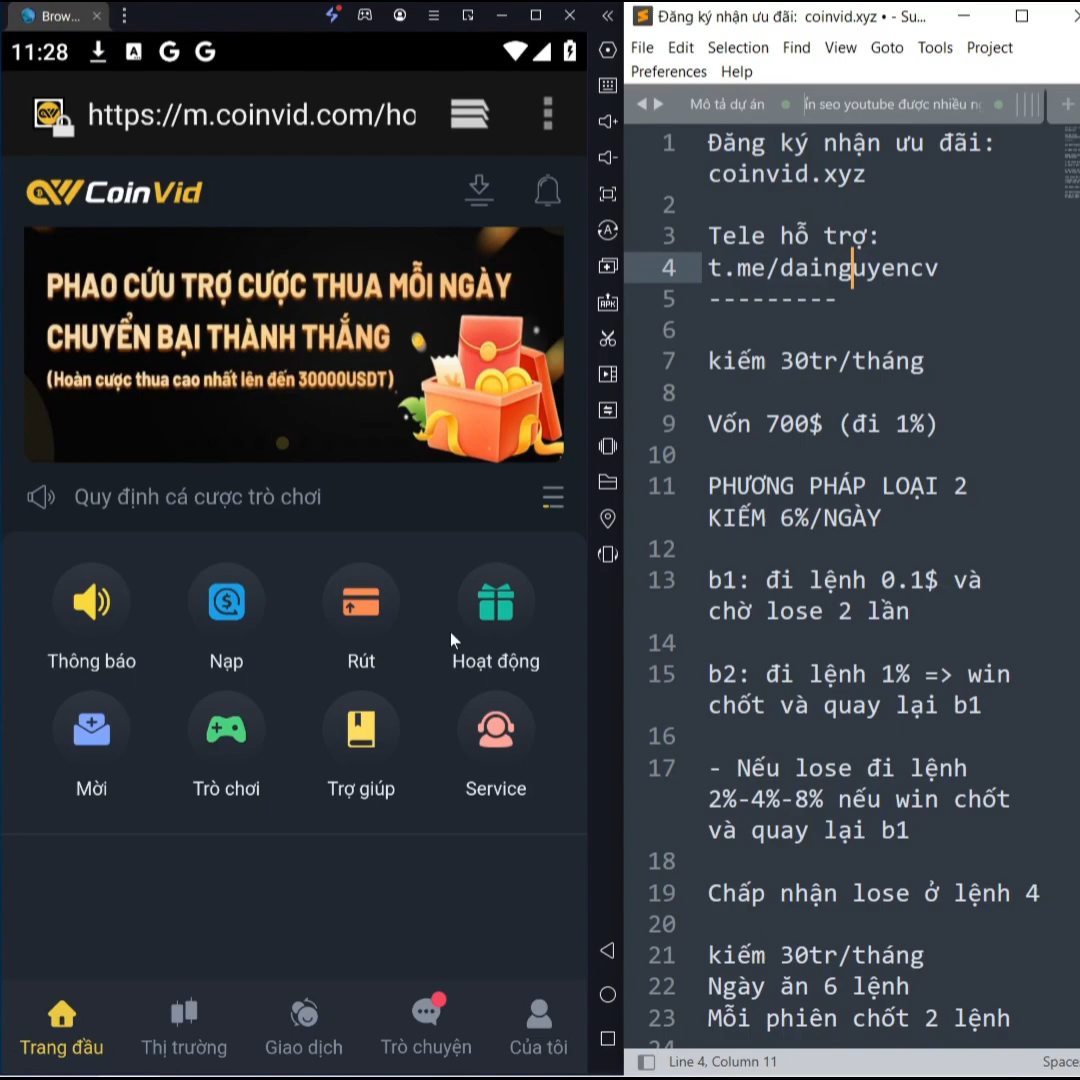 Brow...
11:28
https://m.coinvid.com/ho
CoinVid
PHAO CỨU TRỢ CƯỢC THUA MỖI NGÀY
CHUYỂN BẠI THÀNH THẮNG
(Hoàn cược thua cao nhất lên đến 30000USDT)
Quy định cá cược trò chơi
Thông báo
Nạp
Rút
Hoạt động
Mời
Trò chơi
Trợ giúp
Service
Trang đầu
Thị trường
Giao dịch
Trò chuyện
Của tôi
APK
Đăng ký nhận ưu đãi: coinvid.xyz • - Su...
File Edit Selection Find View Goto Tools Project
Preferences Help
Mô tả dự án
ín seo youtube được nhiều
1 Đăng ký nhận ưu đãi:
coinvid.xyz
2
3 Tele hỗ trợ:
4 t.me/dainguyencv
5 ---------
6
7 kiếm 30tr/tháng
8
9 Vốn 700$ (đi 1%)
10
11 PHƯƠNG PHÁP LOẠI 2
KIẾM 6%/NGÀY
12
13 b1: đi lệnh 0.1$ và
chờ lose 2 lần
14
15 b2: đi lệnh 1% => win
chốt và quay lại b1
16
17 - Nếu lose đi lệnh
2%-4%-8% nếu win chốt
và quay lại b1
18
19 Chấp nhận lose ở lệnh 4
20
21 kiếm 30tr/tháng
22 Ngày ăn 6 lệnh
23 Mỗi phiên chốt 2 lệnh
24
Line 4, Column 11
Space